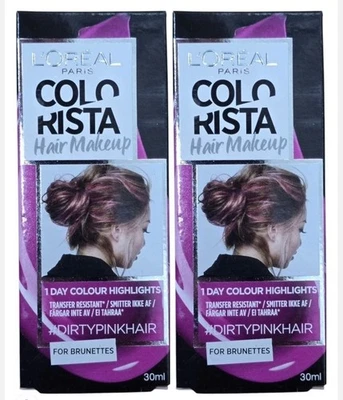 L'ORÉAL
PARIS
COLO
RISTA
Hair Makeup
1 DAY COLOUR HIGHLIGHTS
TRANSFER RESISTANT* / SMITTER IKKE AF /
FÄRGAR INTE AV / EI TAHRAA*
#DIRTYPINKHAIR
FOR BRUNETTES
30ml
L'ORÉAL
PARIS
COLO
RISTA
Hair Makeup
1 DAY COLOUR HIGHLIGHTS
TRANSFER RESISTANT* / SMITTER IKKE AF /
FÄRGAR INTE AV / EI TAHRAA*
#DIRTYPINKHAIR
FOR BRUNETTES
30ml